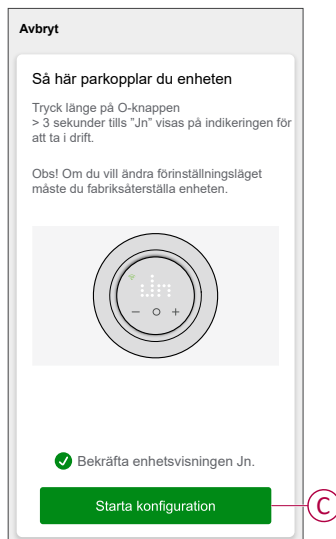 Avbryt
Så här parkopplar du enheten
Tryck länge på O-knappen
> 3 sekunder tills "Jn" visas på indikeringen för
att ta i drift.
Obs! Om du vill ändra förinställningsläget
måste du fabriksåterställa enheten.
Jn
− O +
Bekräfta enhetsvisningen Jn.
Starta konfiguration
C